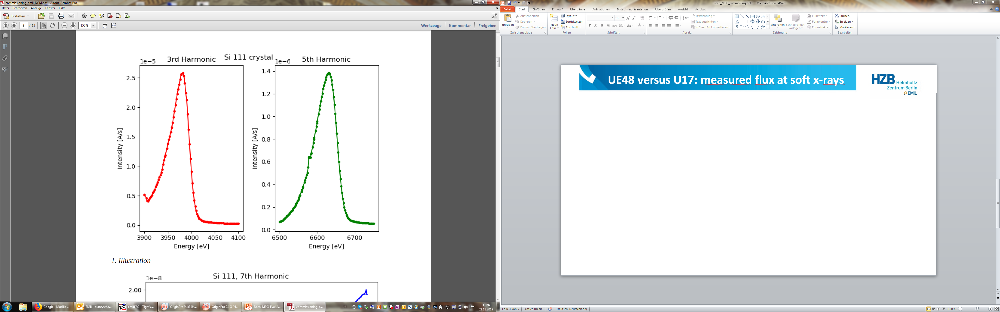 commissioning_emil_DCM.pdf - Adobe Acrobat Pro
Datei Bearbeiten Anzeige Fenster Hilfe
Erstellen
2 / 13 150%
Werkzeuge Kommentar Freigeben
Si 111 crystal
1e−5 3rd Harmonic
2.5
2.0
1.5
1.0
0.5
0.0
Intensity [A/s]
3900 3950 4000 4050 4100
Energy [eV]
1e−6 5th Harmonic
1.4
1.2
1.0
0.8
0.6
0.4
0.2
0.0
Intensity [A/s]
6500 6600 6700
Energy [eV]
1. Illustration
Si 111, 7th Harmonic
1e−8
2.00
Rech_MPG_Evaluierung.pptx - Microsoft PowerPoint
Datei Start Einfügen Entwurf Übergänge Animationen Bildschirmpräsentation Überprüfen Ansicht Acrobat
Einfügen
Ausschneiden
Kopieren
Format übertragen
Zwischenablage
Neue Folie
Layout
Zurücksetzen
Abschnitt
Folien
18
F K U S abc AV Aa A
Schriftart
Textrichtung
Text ausrichten
In SmartArt konvertieren
Absatz
Anordnen
Schnellformat-vorlagen
Fülleffekt
Formkontur
Formeffekte
Zeichnung
Suchen
Ersetzen
Markieren
Bearbeiten
UE48 versus U17: measured flux at soft x-rays
HZB Helmholtz
Zentrum Berlin
EMIL
Folie 4 von 5 "Office Theme" Deutsch (Deutschland) 150 %
Google - Mozilla ...
EMIL - franz.scha...
emil17:0 - TightV...
OriginPro 9.1G (H...
OriginPro 9.1G (H...
Rech_MPG_Evalui...
commissioning_e...
DE
11:56
21.11.2019